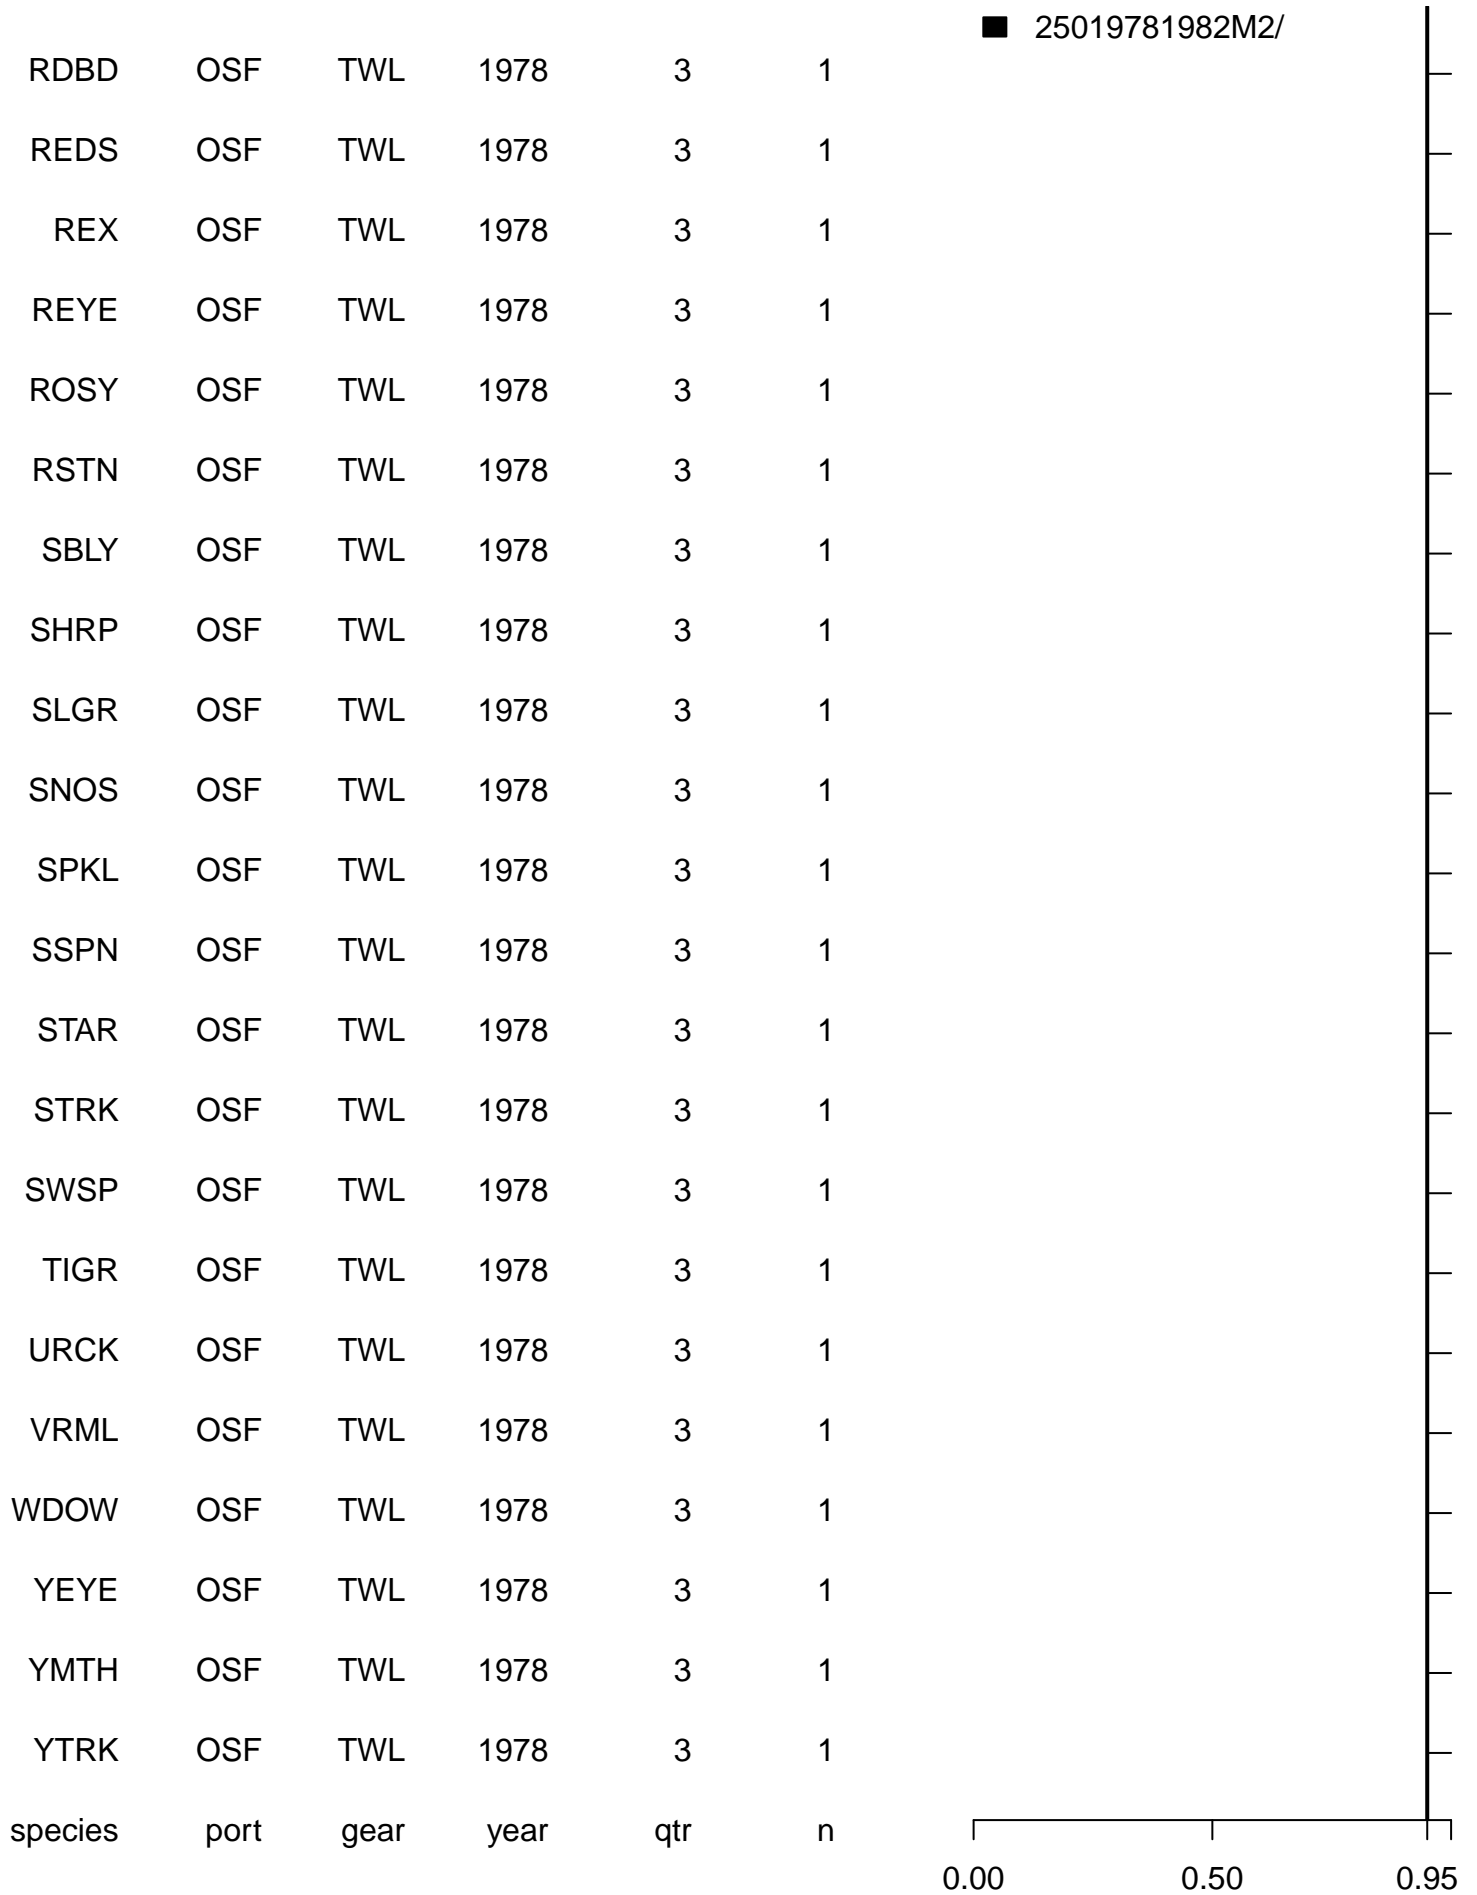 25019781982M2/
RDBD OSF TWL 1978 3 1
REDS OSF TWL 1978 3 1
REX OSF TWL 1978 3 1
REYE OSF TWL 1978 3 1
ROSY OSF TWL 1978 3 1
RSTN OSF TWL 1978 3 1
SBLY OSF TWL 1978 3 1
SHRP OSF TWL 1978 3 1
SLGR OSF TWL 1978 3 1
SNOS OSF TWL 1978 3 1
SPKL OSF TWL 1978 3 1
SSPN OSF TWL 1978 3 1
STAR OSF TWL 1978 3 1
STRK OSF TWL 1978 3 1
SWSP OSF TWL 1978 3 1
TIGR OSF TWL 1978 3 1
URCK OSF TWL 1978 3 1
VRML OSF TWL 1978 3 1
WDOW OSF TWL 1978 3 1
YEYE OSF TWL 1978 3 1
YMTH OSF TWL 1978 3 1
YTRK OSF TWL 1978 3 1
species port gear year qtr n
0.00 0.50 0.95